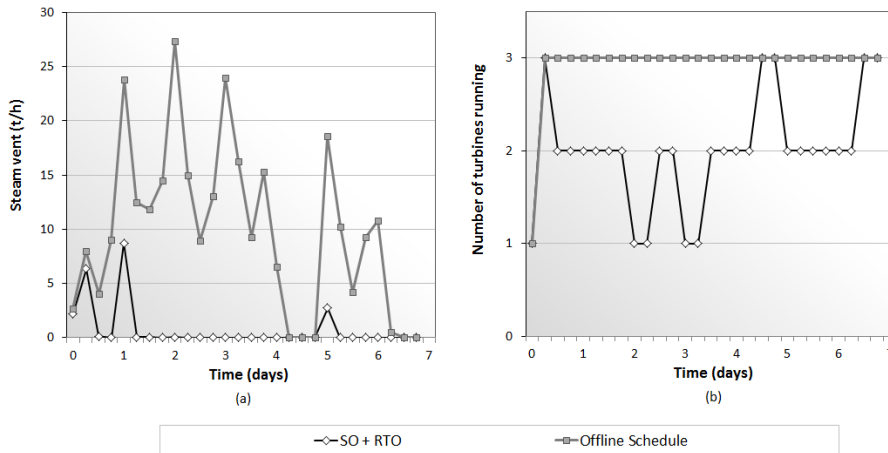 30
25
20
15
10
5
0
Steam vent (t/h)
0 1 2 3 4 5 6 7
Time (days)
(a)
3
2
1
0
Number of turbines running
0 1 2 3 4 5 6
Time (days)
(b)
SO + RTO Offline Schedule